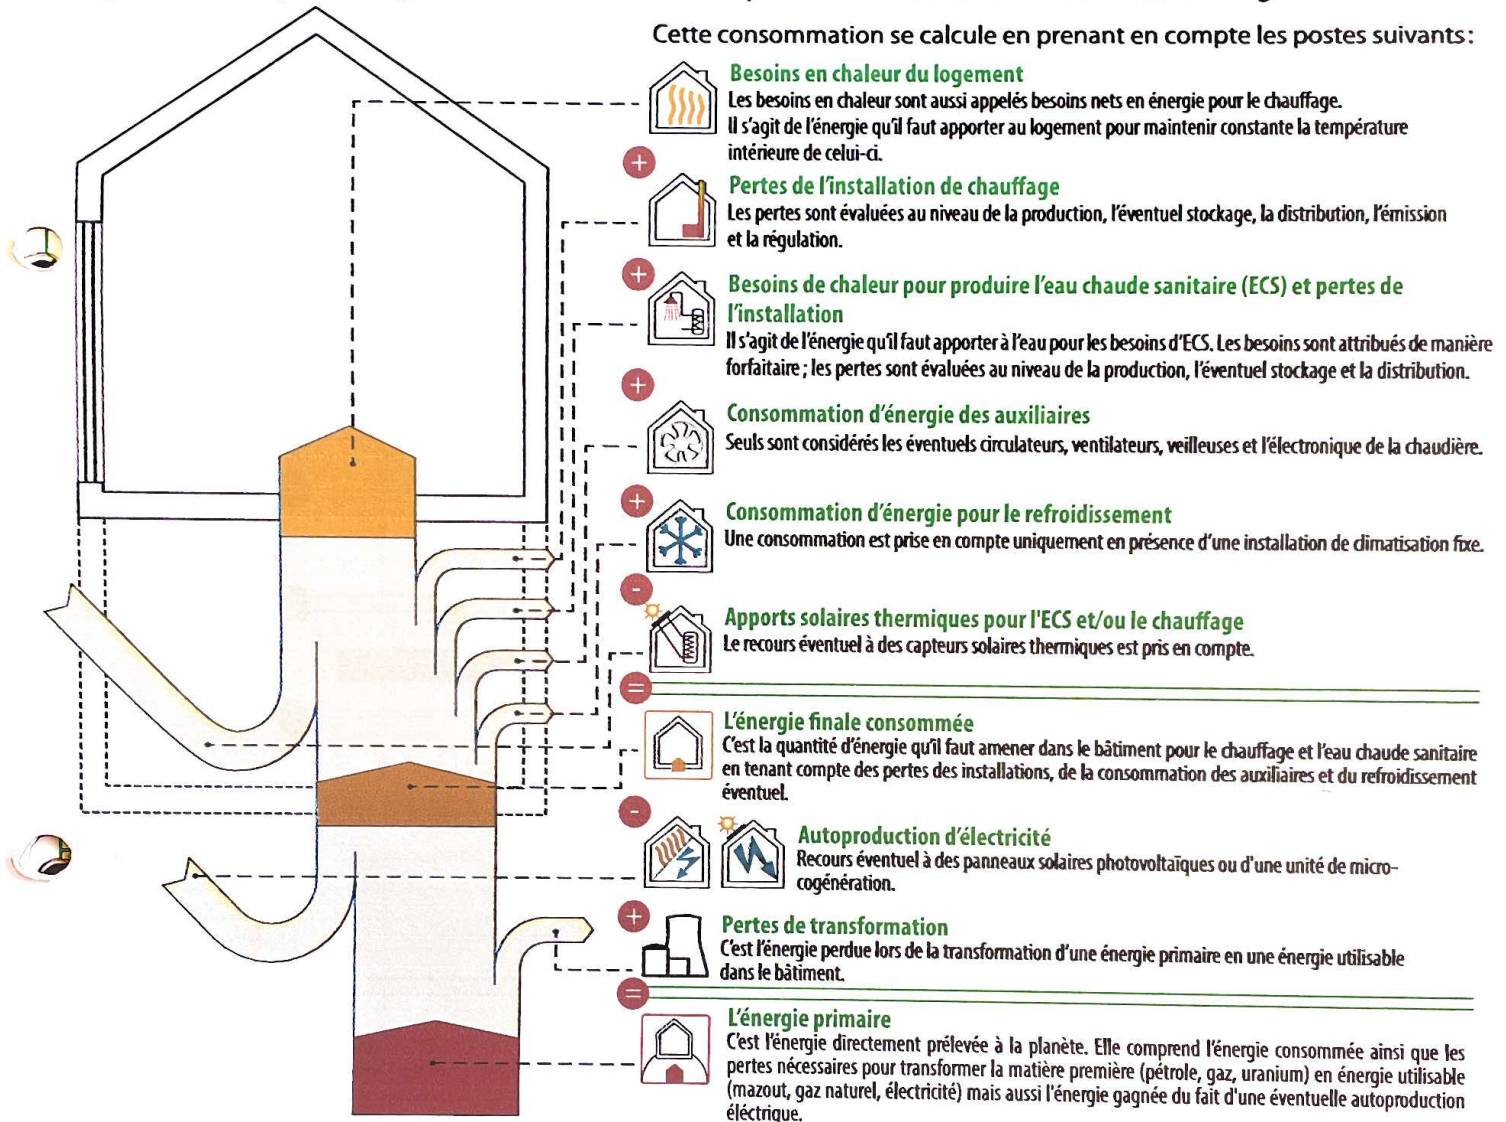 Cette consommation se calcule en prenant en compte les postes suivants :
Besoins en chaleur du logement
Les besoins en chaleur sont aussi appelés besoins nets en énergie pour le chauffage.
Il s'agit de l'énergie qu'il faut apporter au logement pour maintenir constante la température
intérieure de celui-ci.
+
Pertes de l'installation de chauffage
Les pertes sont évaluées au niveau de la production, l'éventuel stockage, la distribution, l'émission
et la régulation.
+
Besoins de chaleur pour produire l'eau chaude sanitaire (ECS) et pertes de
l'installation
Il s'agit de l'énergie qu'il faut apporter à l'eau pour les besoins d'ECS. Les besoins sont attribués de manière
forfaitaire ; les pertes sont évaluées au niveau de la production, l'éventuel stockage et la distribution.
+
Consommation d'énergie des auxiliaires
Seuls sont considérés les éventuels circulateurs, ventilateurs, veilleuses et l'électronique de la chaudière.
+
Consommation d'énergie pour le refroidissement
Une consommation est prise en compte uniquement en présence d'une installation de climatisation fixe.
-
Apports solaires thermiques pour l'ECS et/ou le chauffage
Le recours éventuel à des capteurs solaires thermiques est pris en compte.
=
L'énergie finale consommée
C'est la quantité d'énergie qu'il faut amener dans le bâtiment pour le chauffage et l'eau chaude sanitaire
en tenant compte des pertes des installations, de la consommation des auxiliaires et du refroidissement
éventuel.
-
Autoproduction d'électricité
Recours éventuel à des panneaux solaires photovoltaïques ou d'une unité de micro-
cogénération.
+
Pertes de transformation
C'est l'énergie perdue lors de la transformation d'une énergie primaire en une énergie utilisable
dans le bâtiment.
=
L'énergie primaire
C'est l'énergie directement prélevée à la planète. Elle comprend l'énergie consommée ainsi que les
pertes nécessaires pour transformer la matière première (pétrole, gaz, uranium) en énergie utilisable
(mazout, gaz naturel, électricité) mais aussi l'énergie gagnée du fait d'une éventuelle autoproduction
éléctrique.